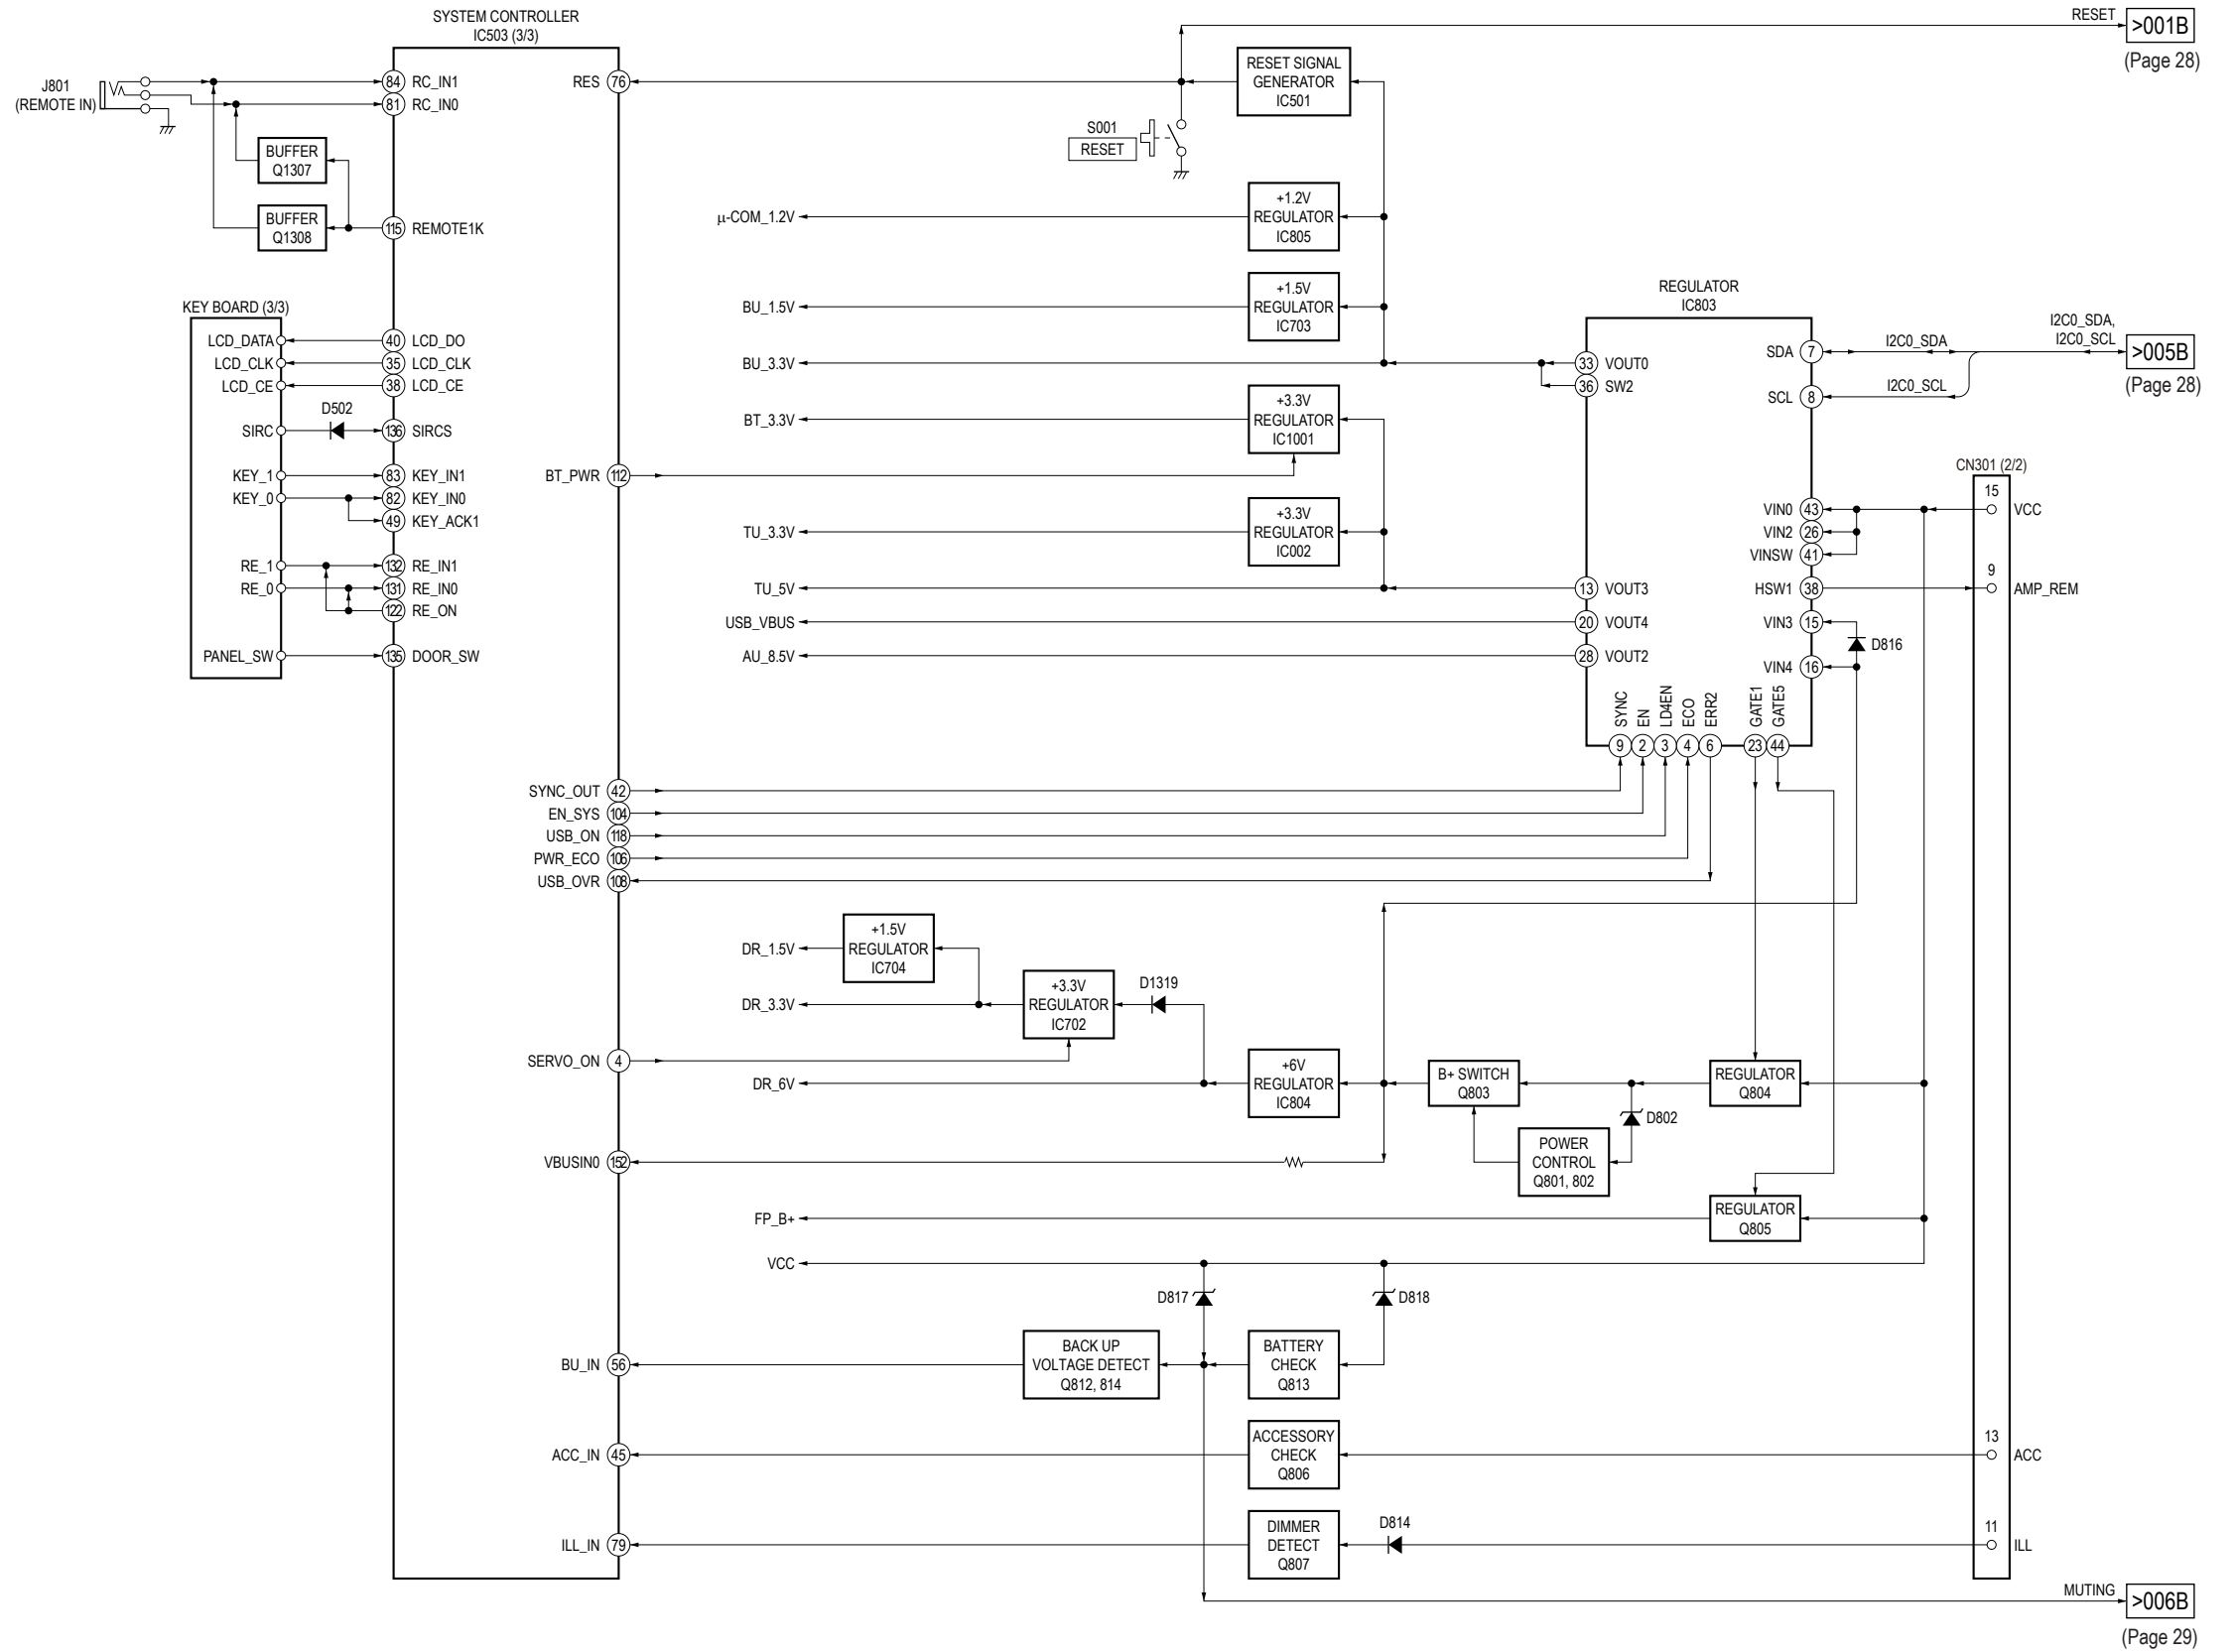 SYSTEM CONTROLLER
IC503 (3/3)
J801
(REMOTE IN)
84 RC_IN1
81 RC_IN0
BUFFER
Q1307
BUFFER
Q1308
115 REMOTE1K
KEY BOARD (3/3)
LCD_DATA 40 LCD_DO
LCD_CLK 35 LCD_CLK
LCD_CE 38 LCD_CE
D502
SIRC 136 SIRCS
KEY_1 83 KEY_IN1
KEY_0 82 KEY_IN0
49 KEY_ACK1
RE_1 132 RE_IN1
RE_0 131 RE_IN0
122 RE_ON
PANEL_SW 135 DOOR_SW
RES 76
BT_PWR 112
SYNC_OUT 42
EN_SYS 104
USB_ON 118
PWR_ECO 106
USB_OVR 108
SERVO_ON 4
VBUSIN0 152
BU_IN 56
ACC_IN 45
ILL_IN 79
RESET
>001B
(Page 28)
RESET SIGNAL
GENERATOR
IC501
S001
RESET
μ-COM_1.2V
+1.2V
REGULATOR
IC805
BU_1.5V
+1.5V
REGULATOR
IC703
BU_3.3V
BT_3.3V
+3.3V
REGULATOR
IC1001
TU_3.3V
+3.3V
REGULATOR
IC002
TU_5V
USB_VBUS
AU_8.5V
REGULATOR
IC803
33 VOUT0
36 SW2
13 VOUT3
20 VOUT4
28 VOUT2
SDA 7
SCL 8
VIN0 43
VIN2 26
VINSW 41
HSW1 38
VIN3 15
VIN4 16
D816
SYNC
EN
LD4EN
ECO
ERR2
GATE1
GATE5
9 2 3 4 6 23 44
I2C0_SDA
I2C0_SCL
I2C0_SDA,
I2C0_SCL
>005B
(Page 28)
CN301 (2/2)
15
VCC
9
AMP_REM
DR_1.5V
+1.5V
REGULATOR
IC704
DR_3.3V
+3.3V
REGULATOR
IC702
D1319
DR_6V
+6V
REGULATOR
IC804
B+ SWITCH
Q803
REGULATOR
Q804
D802
POWER
CONTROL
Q801, 802
FP_B+
REGULATOR
Q805
VCC
D817
D818
BACK UP
VOLTAGE DETECT
Q812, 814
BATTERY
CHECK
Q813
ACCESSORY
CHECK
Q806
13
ACC
DIMMER
DETECT
Q807
D814
11
ILL
MUTING
>006B
(Page 29)